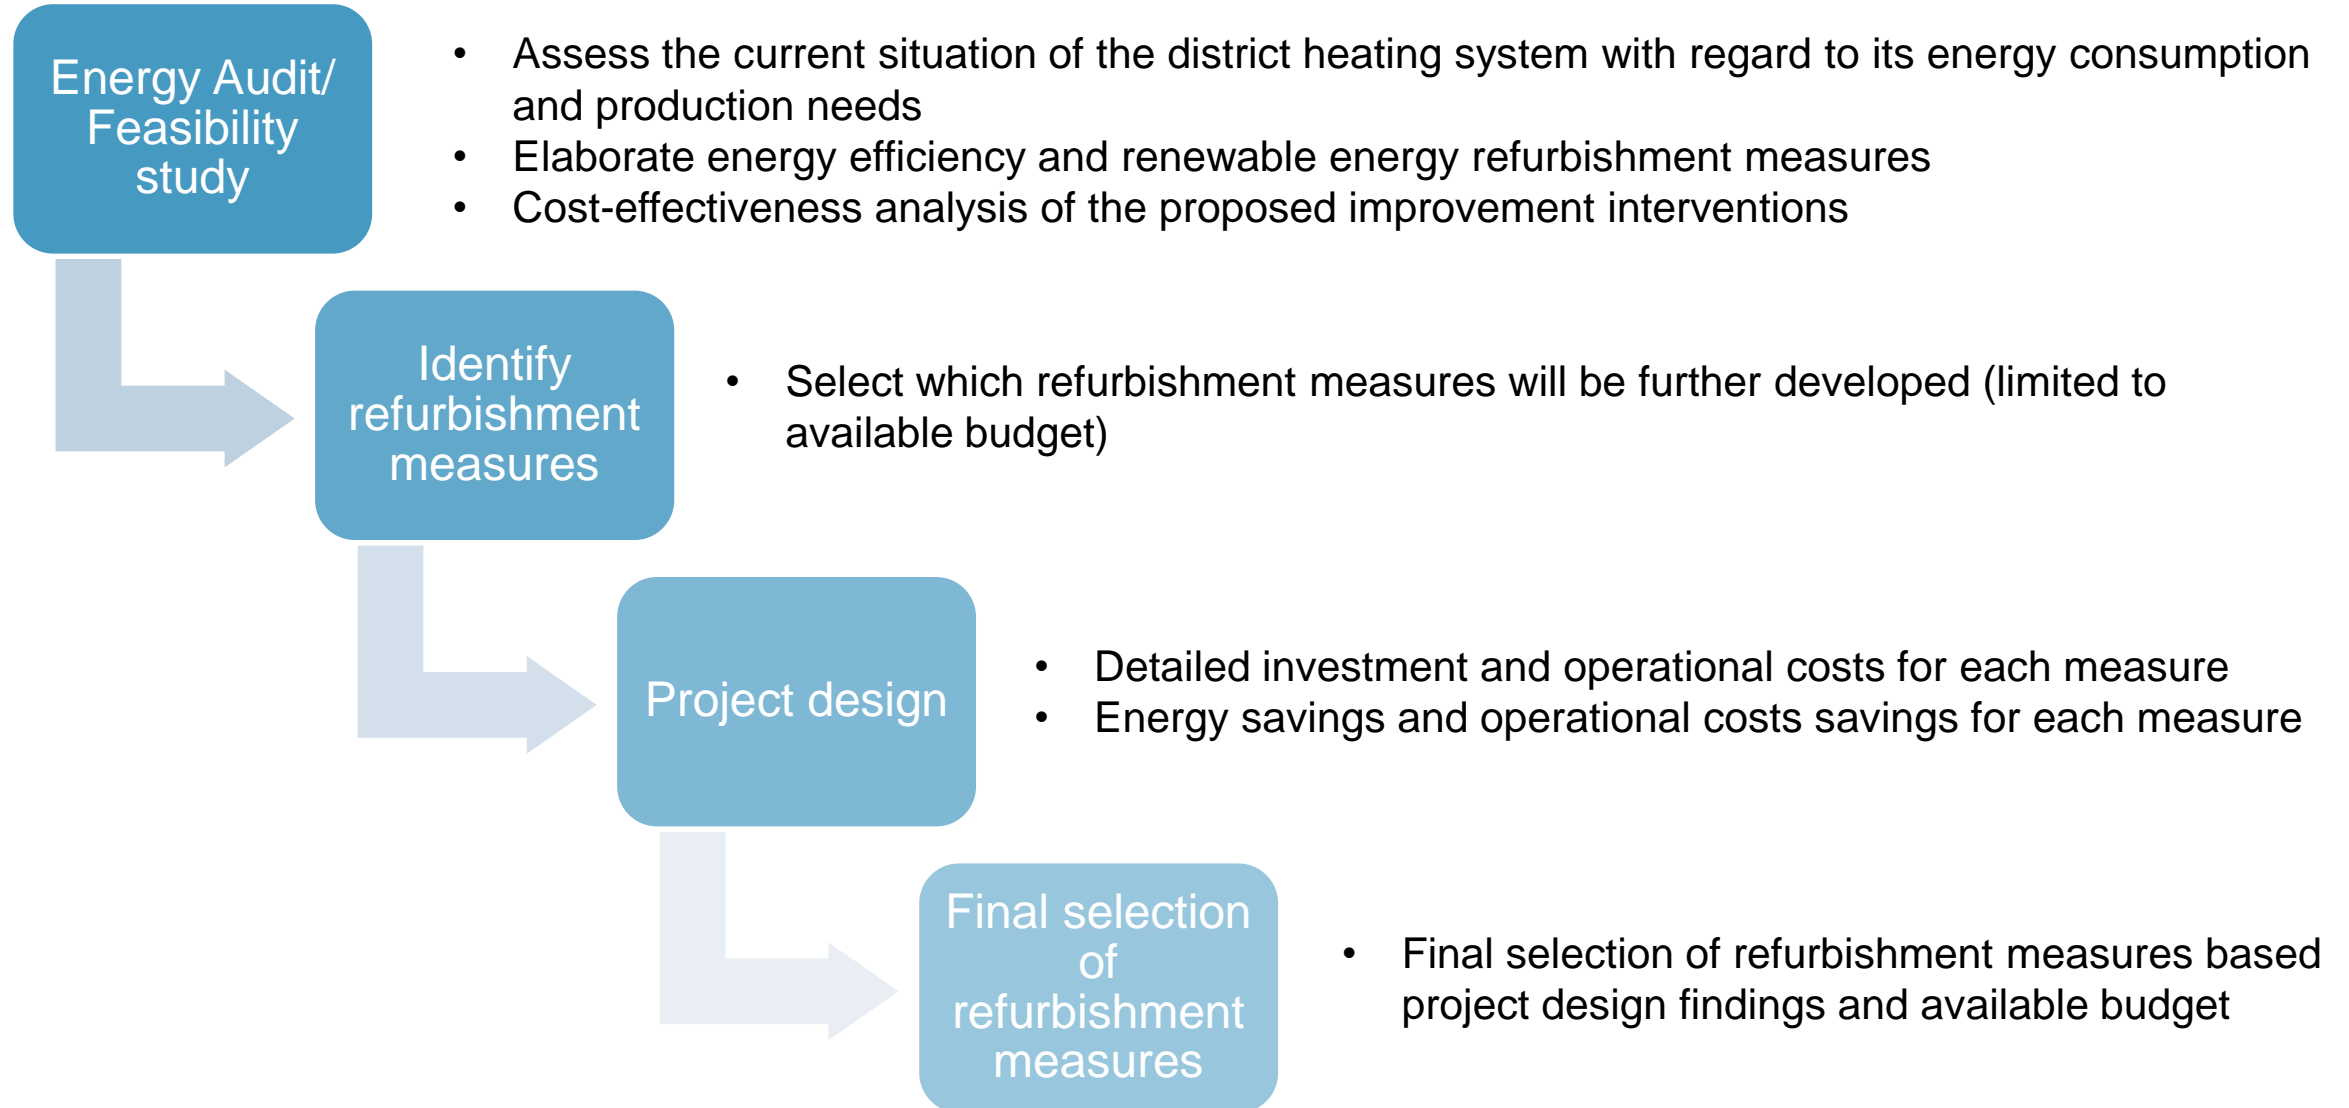 Energy Audit/
Feasibility
study
• Assess the current situation of the district heating system with regard to its energy consumption
and production needs
• Elaborate energy efficiency and renewable energy refurbishment measures
• Cost-effectiveness analysis of the proposed improvement interventions
Identify
refurbishment
measures
• Select which refurbishment measures will be further developed (limited to
available budget)
Project design
• Detailed investment and operational costs for each measure
• Energy savings and operational costs savings for each measure
Final selection
of
refurbishment
measures
• Final selection of refurbishment measures based
project design findings and available budget